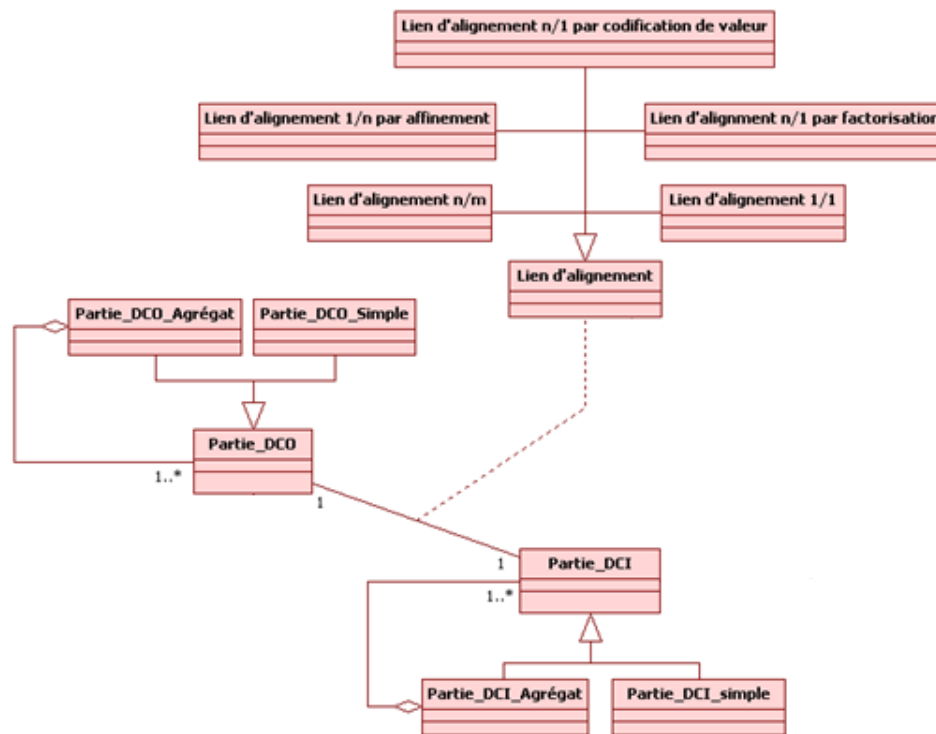 Lien d'alignement n/1 par codification de valeur
Lien d'alignement 1/n par affinement
Lien d'alignment n/1 par factorisation
Lien d'alignement n/m
Lien d'alignement 1/1
Lien d'alignement
Partie_DCO_Agrégat
Partie_DCO_Simple
Partie_DCO
1..*
1
1
Partie_DCI
1..*
Partie_DCI_Agrégat
Partie_DCI_simple